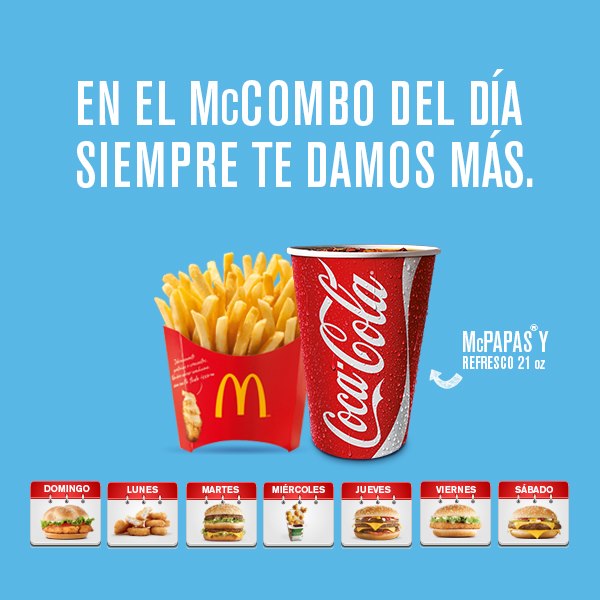 EN EL McCOMBO DEL DÍA
SIEMPRE TE DAMOS MÁS.
Coca-Cola
McPAPAS® Y
REFRESCO 21 oz
DOMINGO
LUNES
MARTES
MIÉRCOLES
JUEVES
VIERNES
SÁBADO